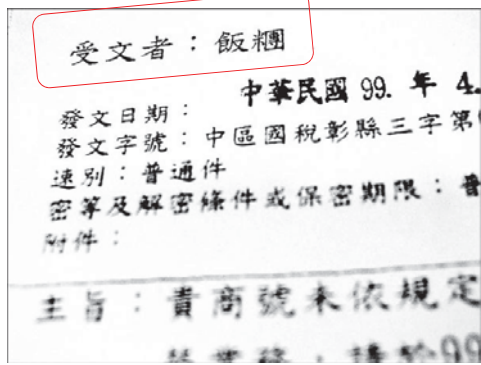 受文者：飯糰
中華民國 99. 年 4.
發文日期：
發文字號：中區國稅彰縣三字第
速別：普通件
密等及解密條件或保密期限：普
附件：
主旨：貴商號未依規定